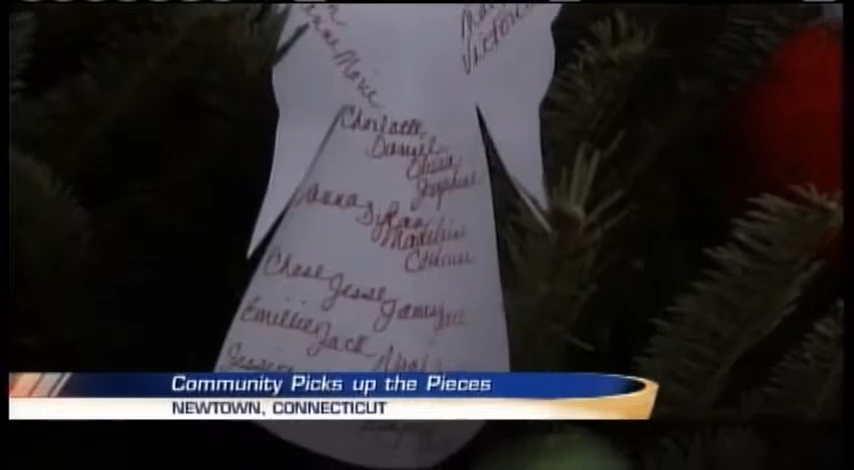 Anne Marie
Victoria
Charlotte
Daniel
Olivia
Josephine
Anna Dylan
Madeleine
Catherine
Chase Jesse James
Emilie Jack
Community Picks up the Pieces
NEWTOWN, CONNECTICUT